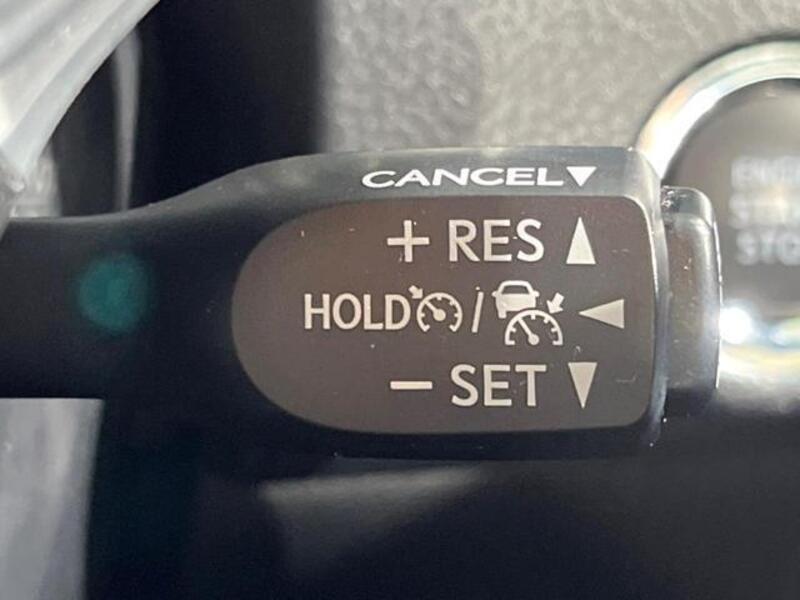 CANCEL▼
+ RES ▲
HOLD / ◀
− SET ▼